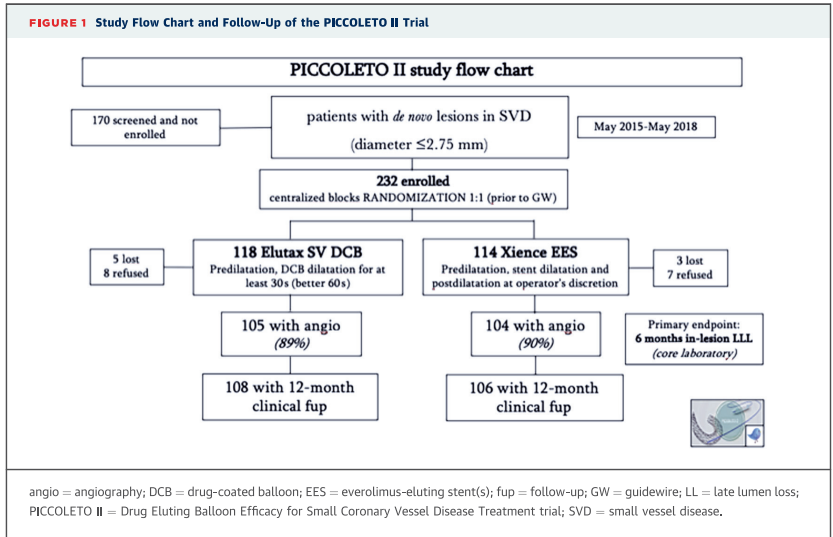 FIGURE 1 Study Flow Chart and Follow-Up of the PICCOLETO II Trial
PICCOLETO II study flow chart
170 screened and not
enrolled
patients with de novo lesions in SVD
(diameter ≤2.75 mm)
May 2015-May 2018
232 enrolled
centralized blocks RANDOMIZATION 1:1 (prior to GW)
5 lost
8 refused
118 Elutax SV DCB
Predilatation, DCB dilatation for at
least 30s (better 60s)
114 Xience EES
Predilatation, stent dilatation and
postdilatation at operator's discretion
3 lost
7 refused
105 with angio
(89%)
104 with angio
(90%)
Primary endpoint:
6 months in-lesion LLL
(core laboratory)
108 with 12-month
clinical fup
106 with 12-month
clinical fup
angio = angiography; DCB = drug-coated balloon; EES = everolimus-eluting stent(s); fup = follow-up; GW = guidewire; LL = late lumen loss;
PICCOLETO II = Drug Eluting Balloon Efficacy for Small Coronary Vessel Disease Treatment trial; SVD = small vessel disease.